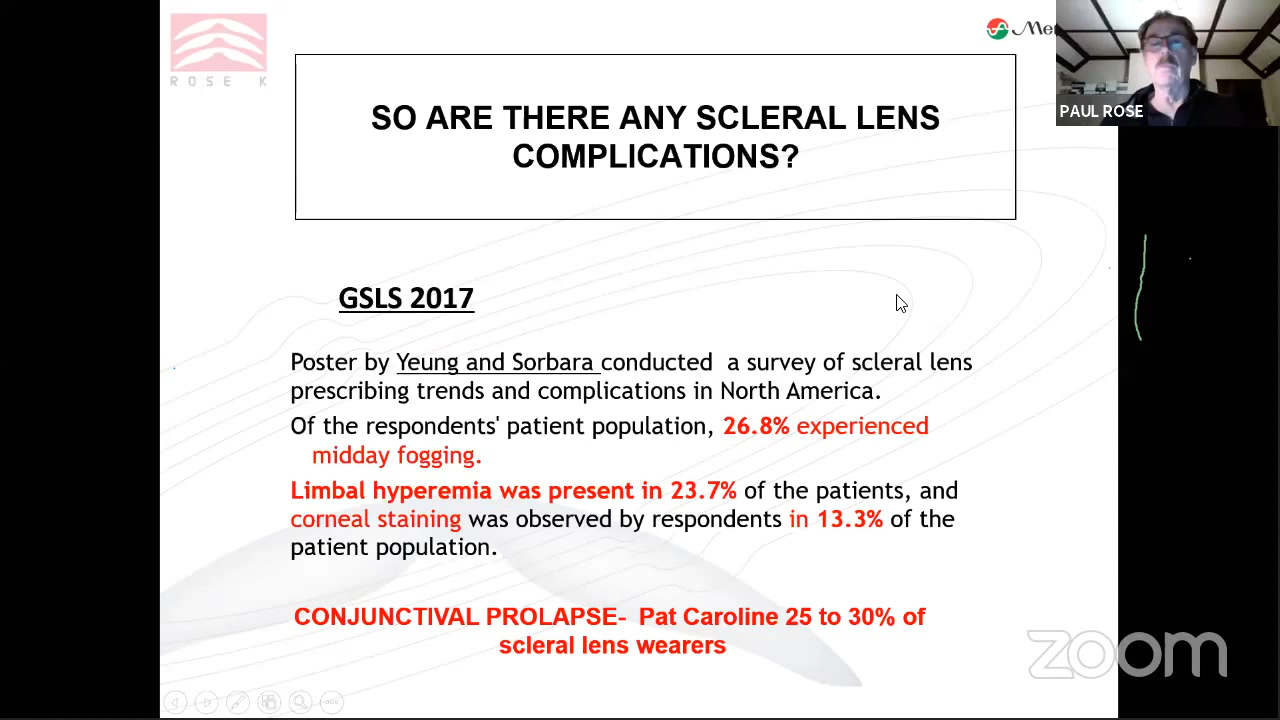 ROSE K
Me
PAUL ROSE
SO ARE THERE ANY SCLERAL LENS
COMPLICATIONS?
GSLS 2017
Poster by Yeung and Sorbara conducted a survey of scleral lens
prescribing trends and complications in North America.
Of the respondents' patient population, 26.8% experienced
midday fogging.
Limbal hyperemia was present in 23.7% of the patients, and
corneal staining was observed by respondents in 13.3% of the
patient population.
CONJUNCTIVAL PROLAPSE- Pat Caroline 25 to 30% of
scleral lens wearers
zoom